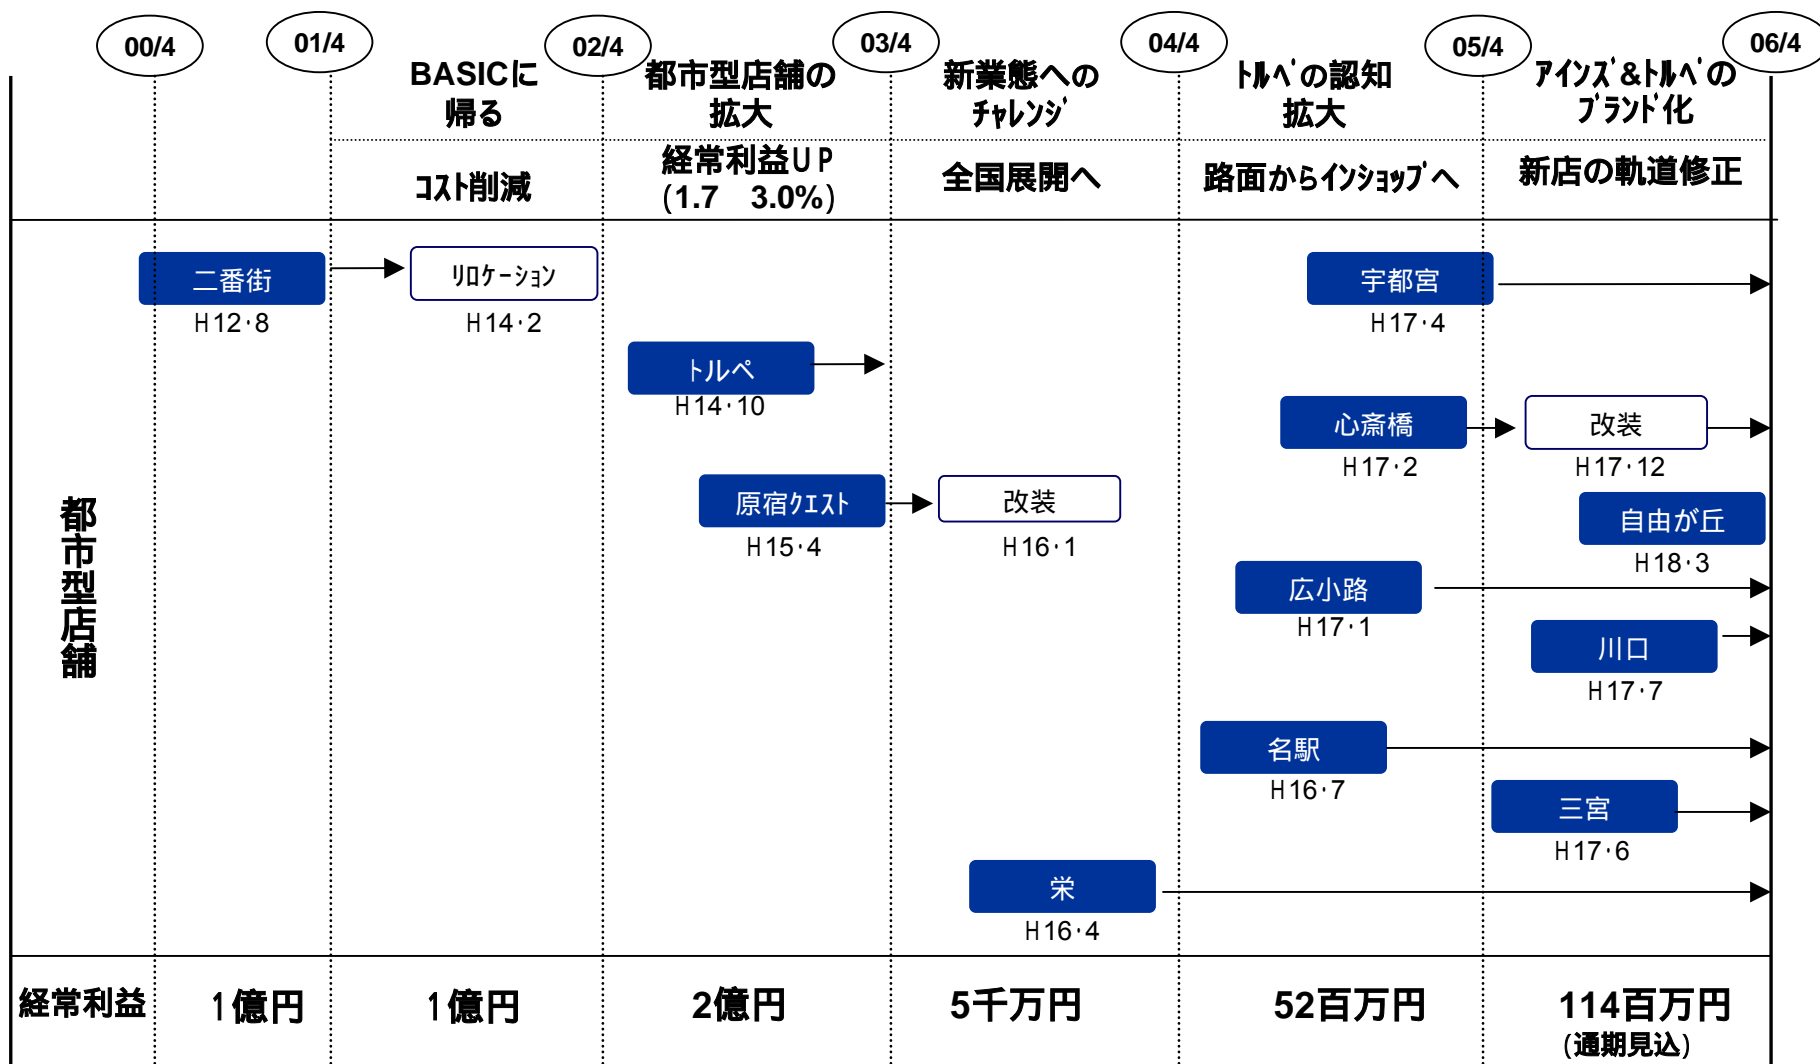 00/4
01/4
02/4
03/4
04/4
05/4
06/4
BASICに
帰る
都市型店舗の
拡大
新業態への
ﾁｬﾚﾝｼﾞ
ﾄﾙﾍﾟの認知
拡大
ｱｲﾝｽﾞ&ﾄﾙﾍﾟの
ﾌﾞﾗﾝﾄﾞ化
ｺｽﾄ削減
経常利益UP
(1.7 3.0%)
全国展開へ
路面からｲﾝｼｮｯﾌﾟへ
新店の軌道修正
都市型店舗
二番街
H12・8
ﾘﾛｹｰｼｮﾝ
H14・2
トルペ
H14・10
原宿ｸｴｽﾄ
H15・4
改装
H16・1
宇都宮
H17・4
心斎橋
H17・2
改装
H17・12
自由が丘
H18・3
広小路
H17・1
川口
H17・7
名駅
H16・7
三宮
H17・6
栄
H16・4
経常利益
1億円
1億円
2億円
5千万円
52百万円
114百万円
(通期見込)